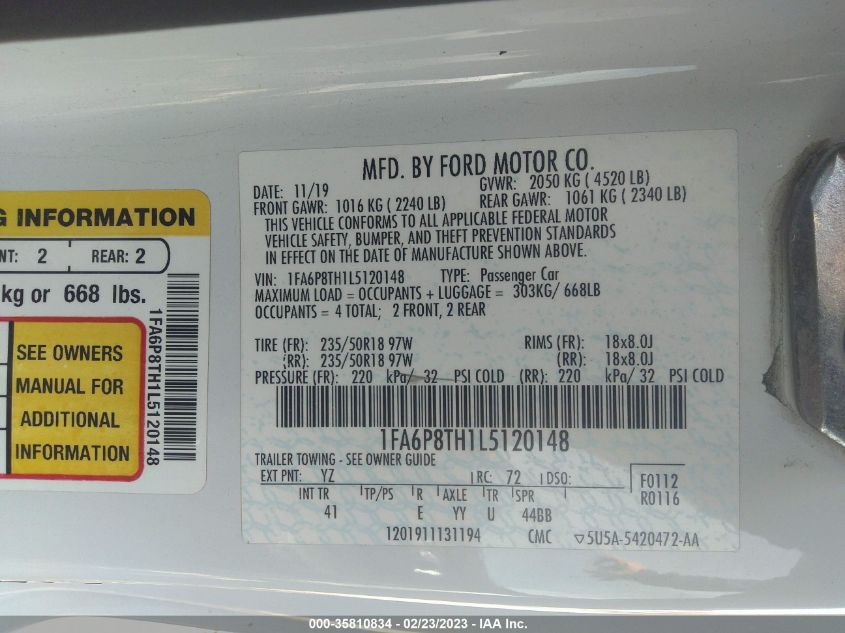 G INFORMATION
NT: 2 REAR: 2
kg or 668 lbs.
SEE OWNERS
MANUAL FOR
ADDITIONAL
INFORMATION
1FA6P8TH1L5120148
MFD. BY FORD MOTOR CO.
DATE: 11/19 GVWR: 2050 KG ( 4520 LB)
FRONT GAWR: 1016 KG ( 2240 LB) REAR GAWR: 1061 KG ( 2340 LB)
THIS VEHICLE CONFORMS TO ALL APPLICABLE FEDERAL MOTOR
VEHICLE SAFETY, BUMPER, AND THEFT PREVENTION STANDARDS
IN EFFECT ON THE DATE OF MANUFACTURE SHOWN ABOVE.
VIN: 1FA6P8TH1L5120148 TYPE: Passenger Car
MAXIMUM LOAD = OCCUPANTS + LUGGAGE = 303KG/ 668LB
OCCUPANTS = 4 TOTAL; 2 FRONT, 2 REAR
TIRE (FR): 235/50R18 97W RIMS (FR): 18x8.0J
(RR): 235/50R18 97W (RR): 18x8.0J
PRESSURE (FR): 220 kPa/ 32 PSI COLD (RR): 220 kPa/ 32 PSI COLD
1FA6P8TH1L5120148
TRAILER TOWING - SEE OWNER GUIDE
EXT PNT: YZ RC: 72 DSO: F0112
R0116
INT TR TP/PS R AXLE TR SPR
41 E YY U 44BB
1201911131194 CMC ▽5U5A-5420472-AA
000-35810834 - 02/23/2023 - IAA Inc.